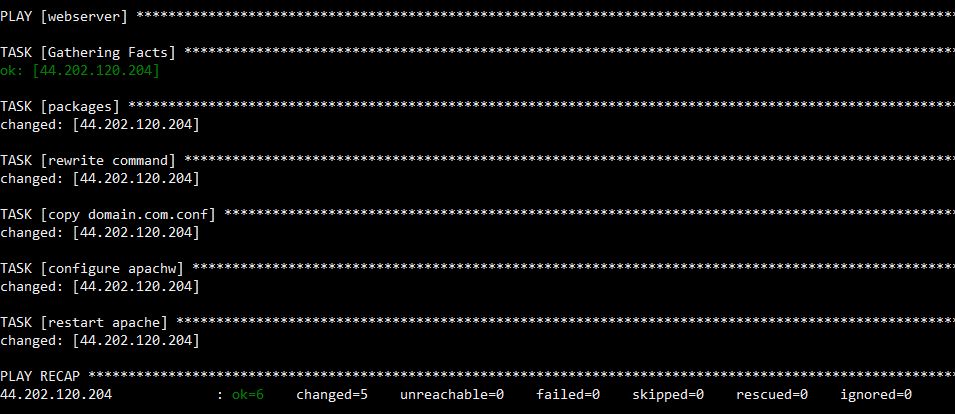 PLAY [webserver] *******************************************************************************************************
TASK [Gathering Facts] *************************************************************************************************
ok: [44.202.120.204]
TASK [packages] ********************************************************************************************************
changed: [44.202.120.204]
TASK [rewrite command] *************************************************************************************************
changed: [44.202.120.204]
TASK [copy domain.com.conf] ********************************************************************************************
changed: [44.202.120.204]
TASK [configure apachw] ************************************************************************************************
changed: [44.202.120.204]
TASK [restart apache] **************************************************************************************************
changed: [44.202.120.204]
PLAY RECAP *************************************************************************************************************
44.202.120.204 : ok=6 changed=5 unreachable=0 failed=0 skipped=0 rescued=0 ignored=0